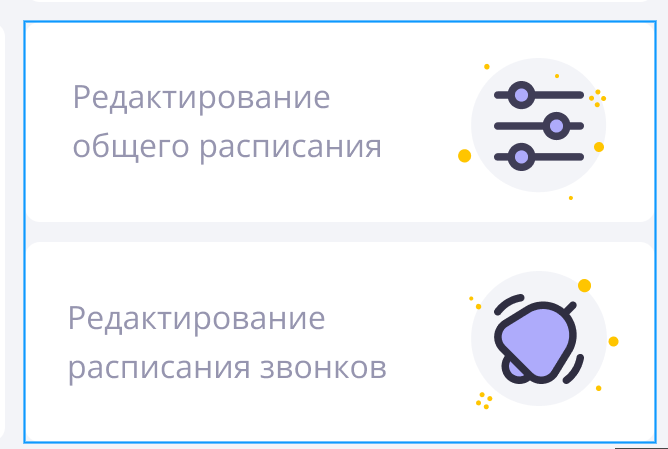 Редактирование
общего расписания
Редактирование
расписания звонков